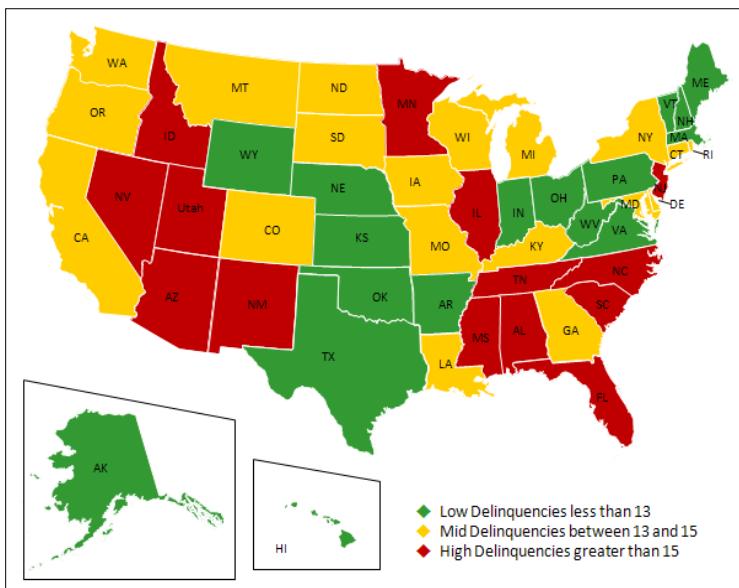 WA
MT
ND
MN
ME
VT
NH
OR
ID
SD
WI
MI
NY
MA
CT
RI
WY
IA
NE
PA
NJ
NV
Utah
CO
KS
MO
IL
IN
OH
WV
VA
MD
DE
KY
CA
AZ
NM
OK
AR
TN
NC
SC
MS
AL
GA
TX
LA
FL
AK
HI
Low Delinquencies less than 13
Mid Delinquencies between 13 and 15
High Delinquencies greater than 15